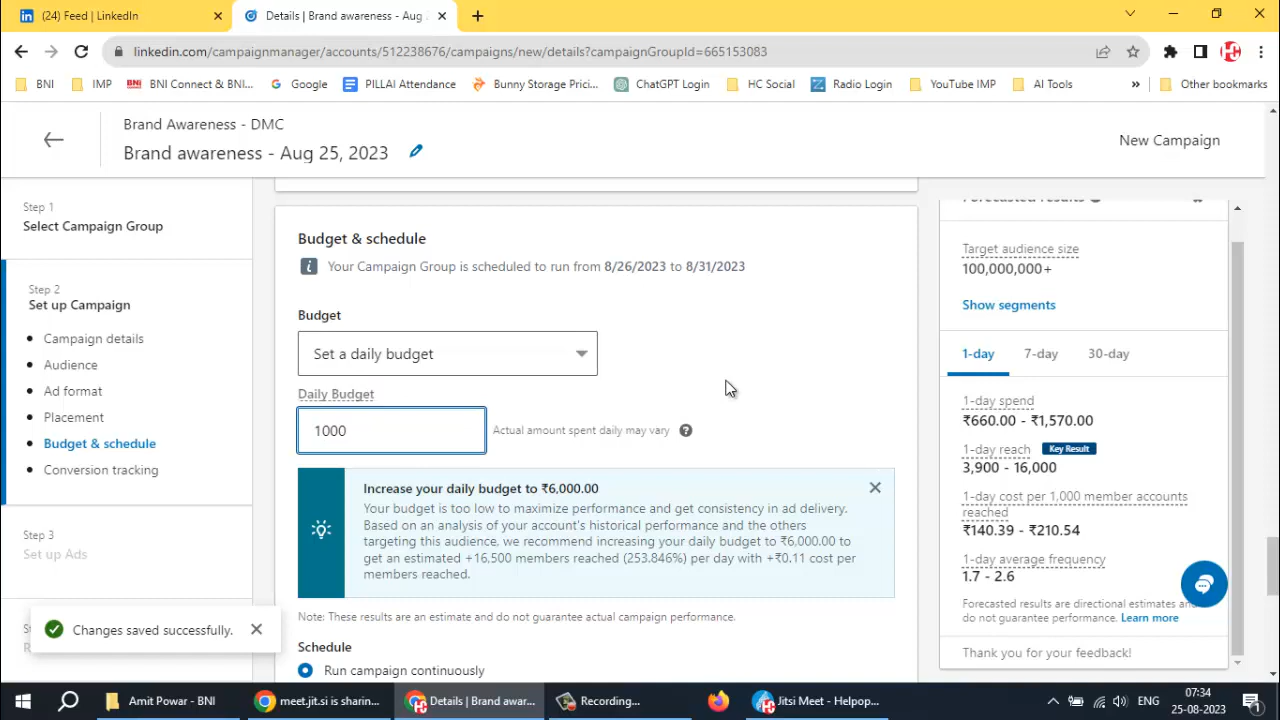 (24) Feed | LinkedIn
Details | Brand awareness - Aug
linkedin.com/campaignmanager/accounts/512238676/campaigns/new/details?campaignGroupId=665153083
BNI
IMP
BNI Connect & BNI...
Google
PILLAI Attendance
Bunny Storage Pricin...
ChatGPT Login
HC Social
Radio Login
YouTube IMP
AI Tools
»
Other bookmarks
Brand Awareness - DMC
Brand awareness - Aug 25, 2023
New Campaign
Step 1
Select Campaign Group
Step 2
Set up Campaign
Campaign details
Audience
Ad format
Placement
Budget & schedule
Conversion tracking
Step 3
Set up Ads
Changes saved successfully.
Budget & schedule
Your Campaign Group is scheduled to run from 8/26/2023 to 8/31/2023
Budget
Set a daily budget
Daily Budget
1000
Actual amount spent daily may vary
Increase your daily budget to ₹6,000.00
Your budget is too low to maximize performance and get consistency in ad delivery.
Based on an analysis of your account's historical performance and the others
targeting this audience, we recommend increasing your daily budget to ₹6,000.00 to
get an estimated +16,500 members reached (253.846%) per day with +₹0.11 cost per
members reached.
Note: These results are an estimate and do not guarantee actual campaign performance.
Schedule
Run campaign continuously
Forecasted results
Target audience size
100,000,000+
Show segments
1-day 7-day 30-day
1-day spend
₹660.00 - ₹1,570.00
1-day reach Key Result
3,900 - 16,000
1-day cost per 1,000 member accounts
reached
₹140.39 - ₹210.54
1-day average frequency
1.7 - 2.6
Forecasted results are directional estimates and
do not guarantee performance. Learn more
Thank you for your feedback!
Amit Powar - BNI
meet.jit.si is sharin...
Details | Brand awar...
Recording...
Jitsi Meet - Helpop...
ENG
07:34
25-08-2023